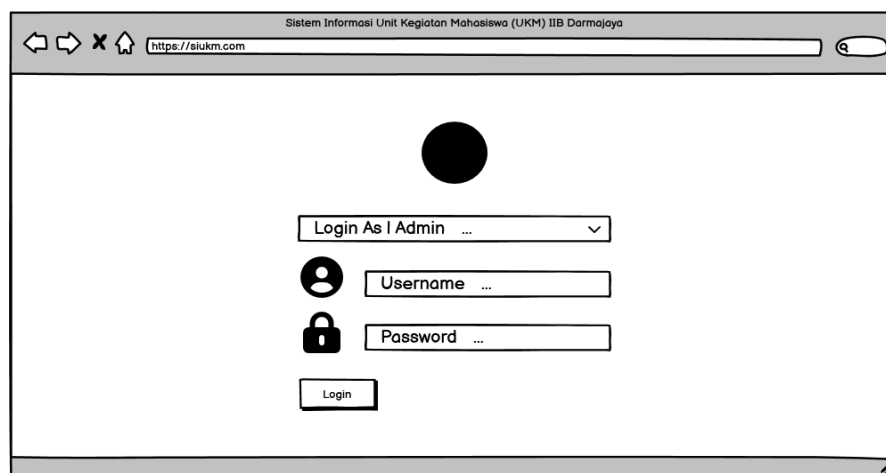 Sistem Informasi Unit Kegiatan Mahasiswa (UKM) IIB Darmajaya
https://siukm.com
Login As | Admin ...
Username ...
Password ...
Login